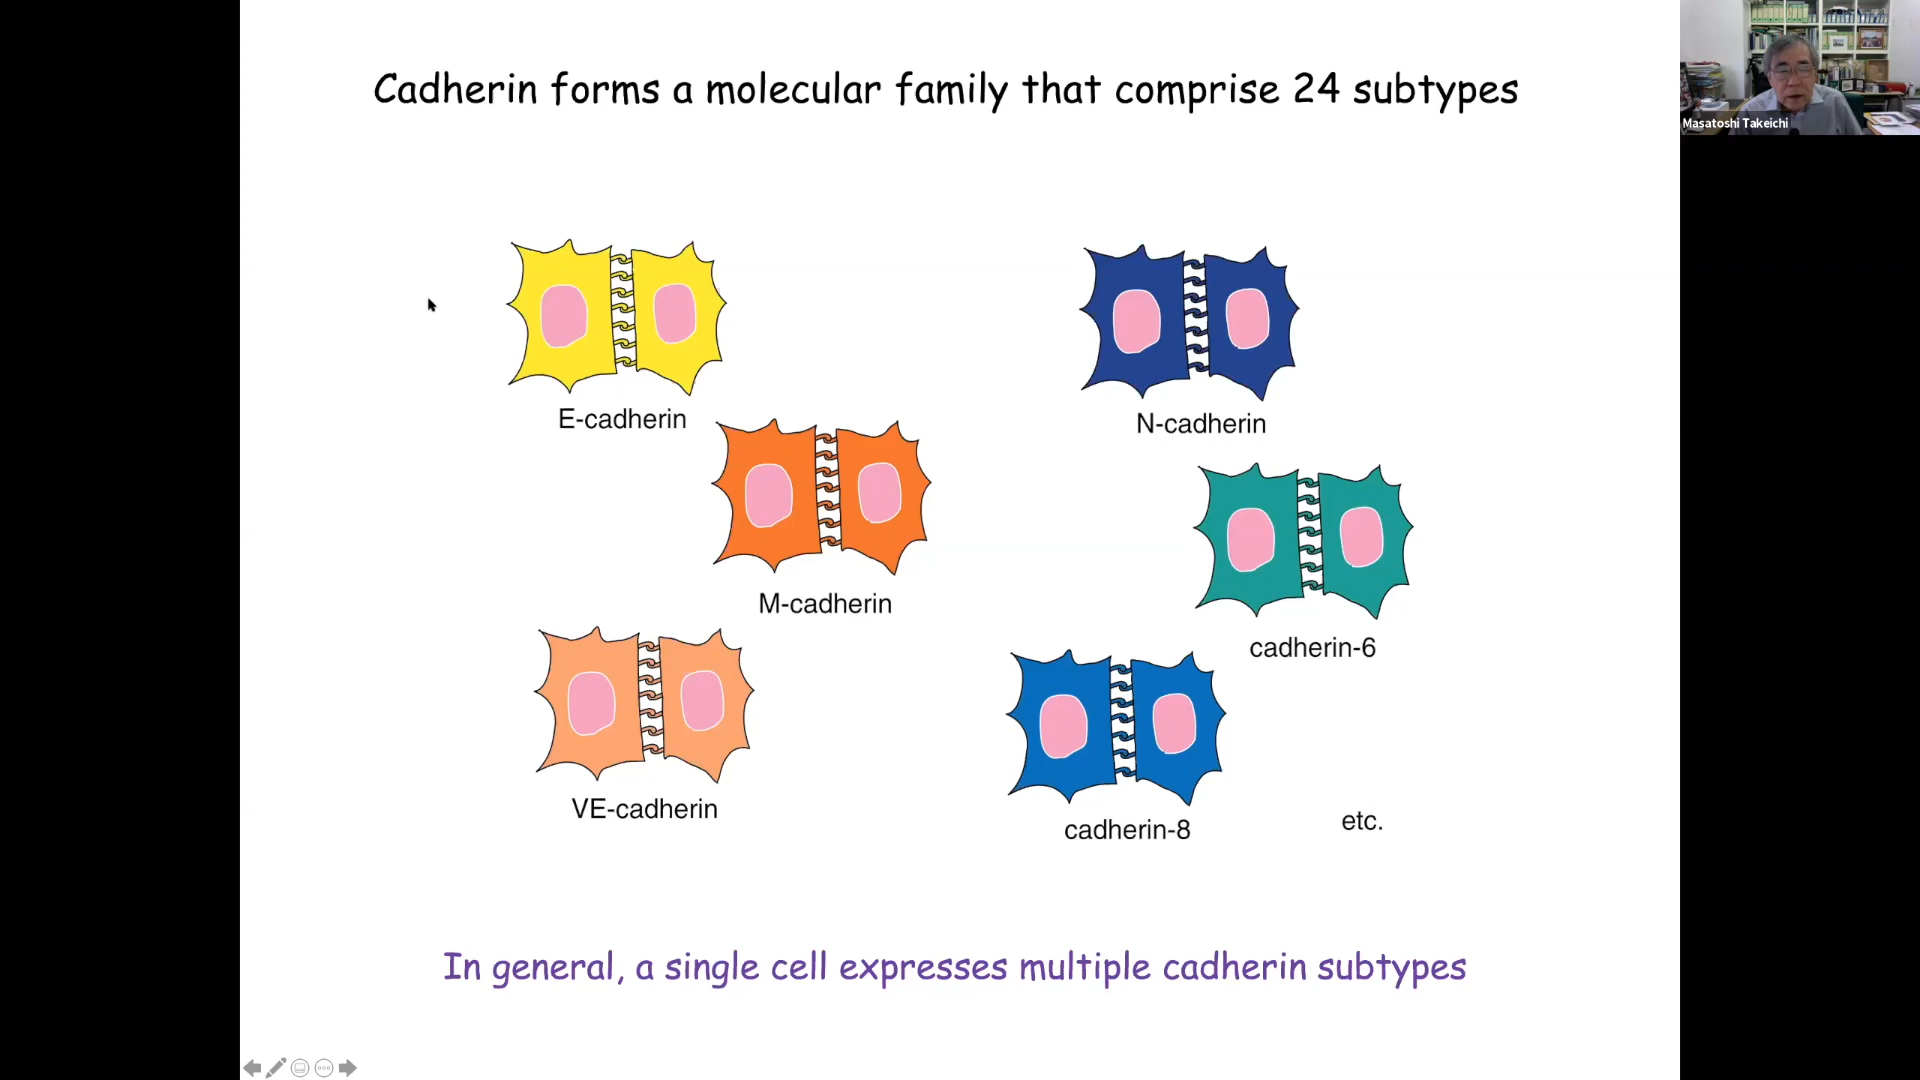 Cadherin forms a molecular family that comprise 24 subtypes
Masatoshi Takeichi
E-cadherin
N-cadherin
M-cadherin
cadherin-6
VE-cadherin
cadherin-8
etc.
In general, a single cell expresses multiple cadherin subtypes